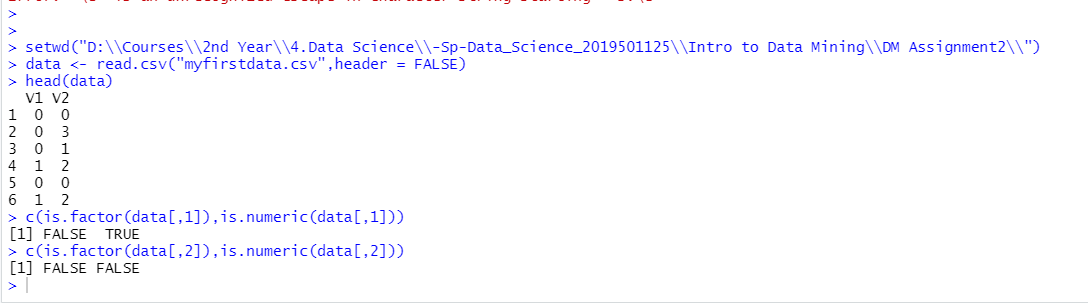 >
>
> setwd("D:\\Courses\\2nd Year\\4.Data Science\\-Sp-Data_Science_2019501125\\Intro to Data Mining\\DM Assignment2\\")
> data <- read.csv("myfirstdata.csv",header = FALSE)
> head(data)
  V1 V2
1  0  0
2  0  3
3  0  1
4  1  2
5  0  0
6  1  2
> c(is.factor(data[,1]),is.numeric(data[,1]))
[1] FALSE  TRUE
> c(is.factor(data[,2]),is.numeric(data[,2]))
[1] FALSE FALSE
>